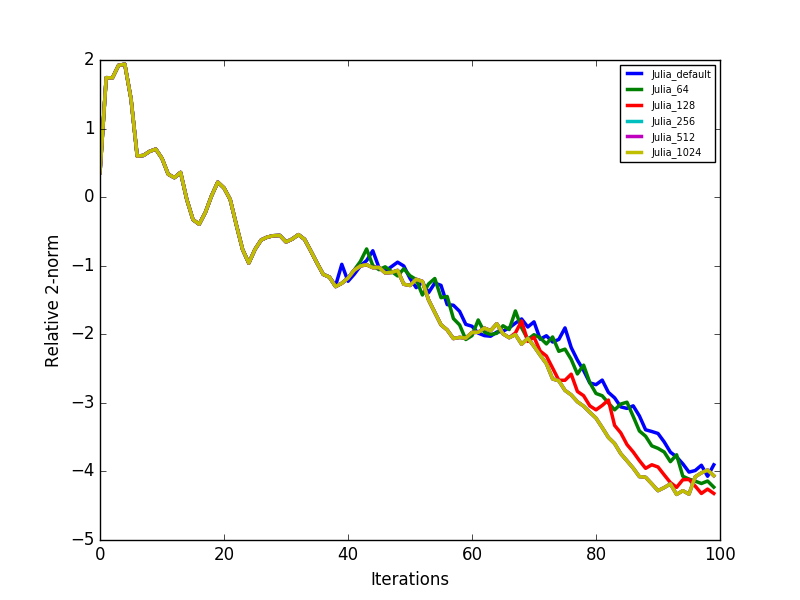 2
1
0
−1
−2
−3
−4
−5
Relative 2-norm
0 20 40 60 80 100
Iterations
Julia_default
Julia_64
Julia_128
Julia_256
Julia_512
Julia_1024